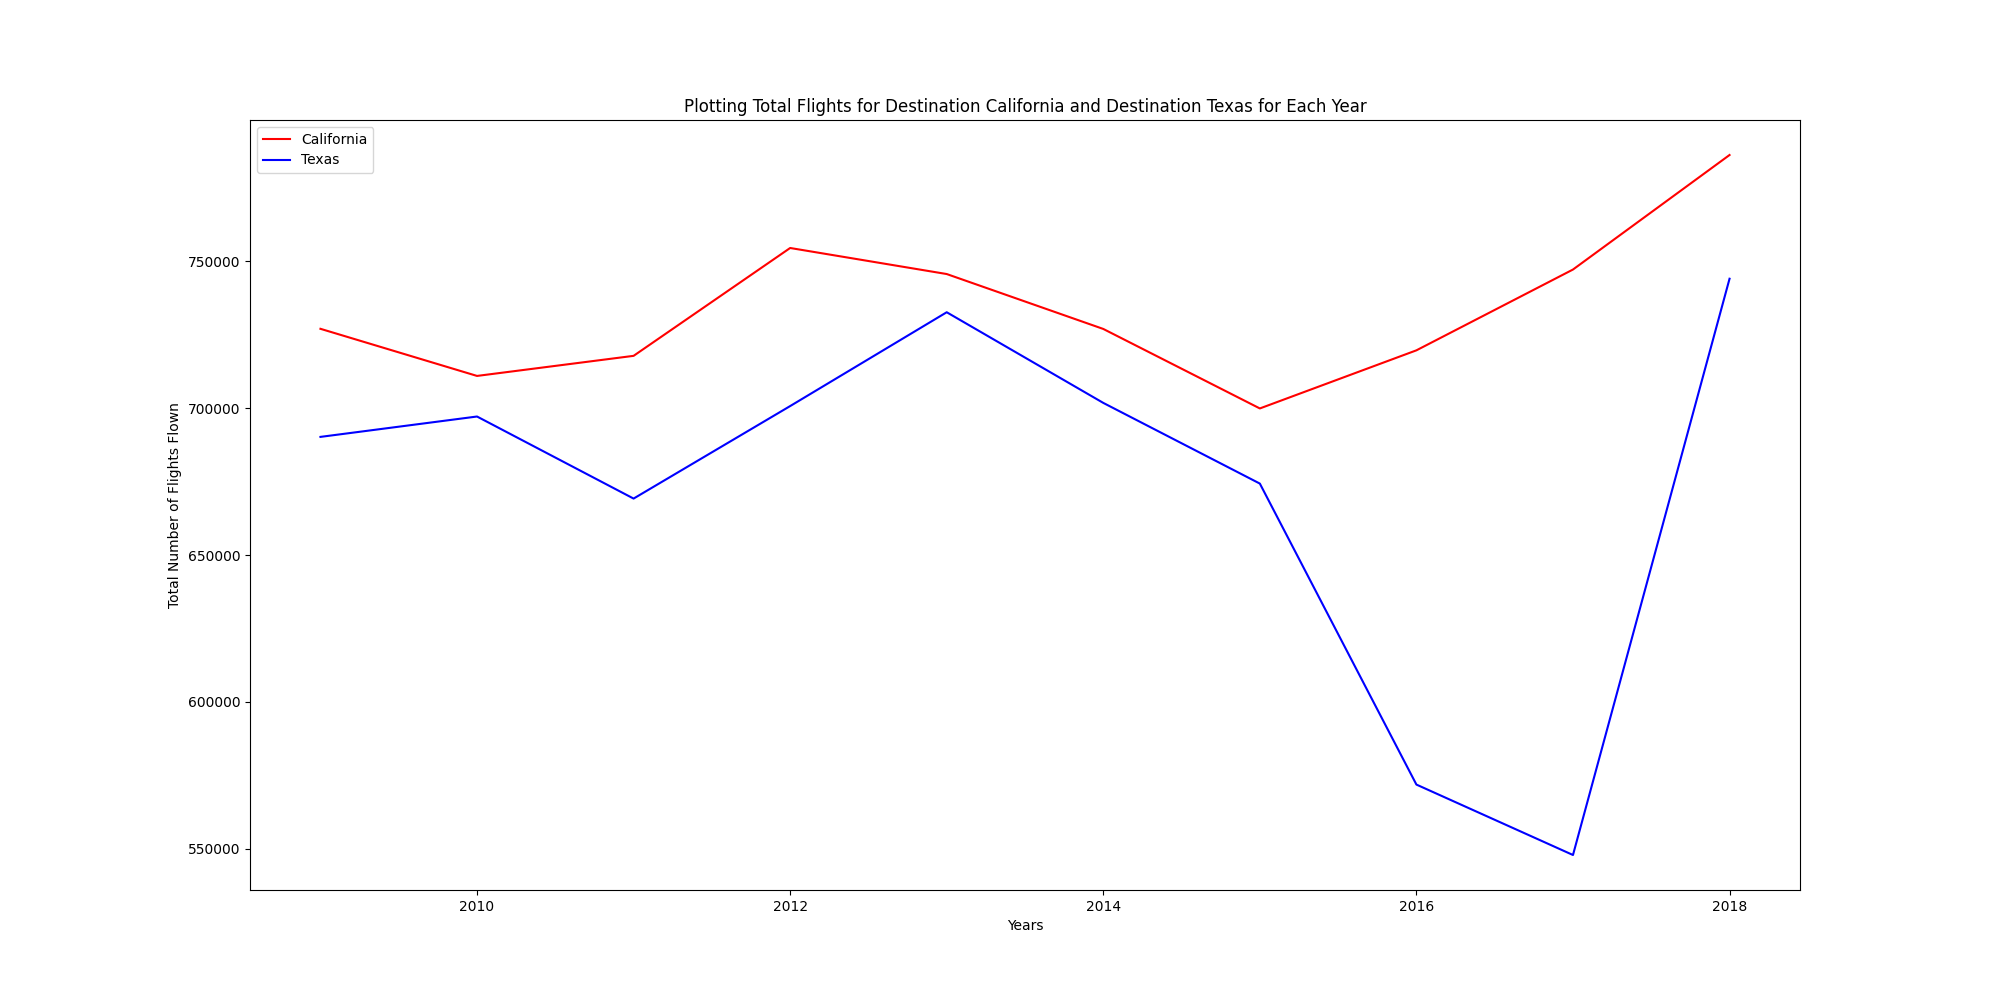 Plotting Total Flights for Destination California and Destination Texas for Each Year
California
Texas
750000
700000
650000
600000
550000
Total Number of Flights Flown
2010 2012 2014 2016 2018
Years